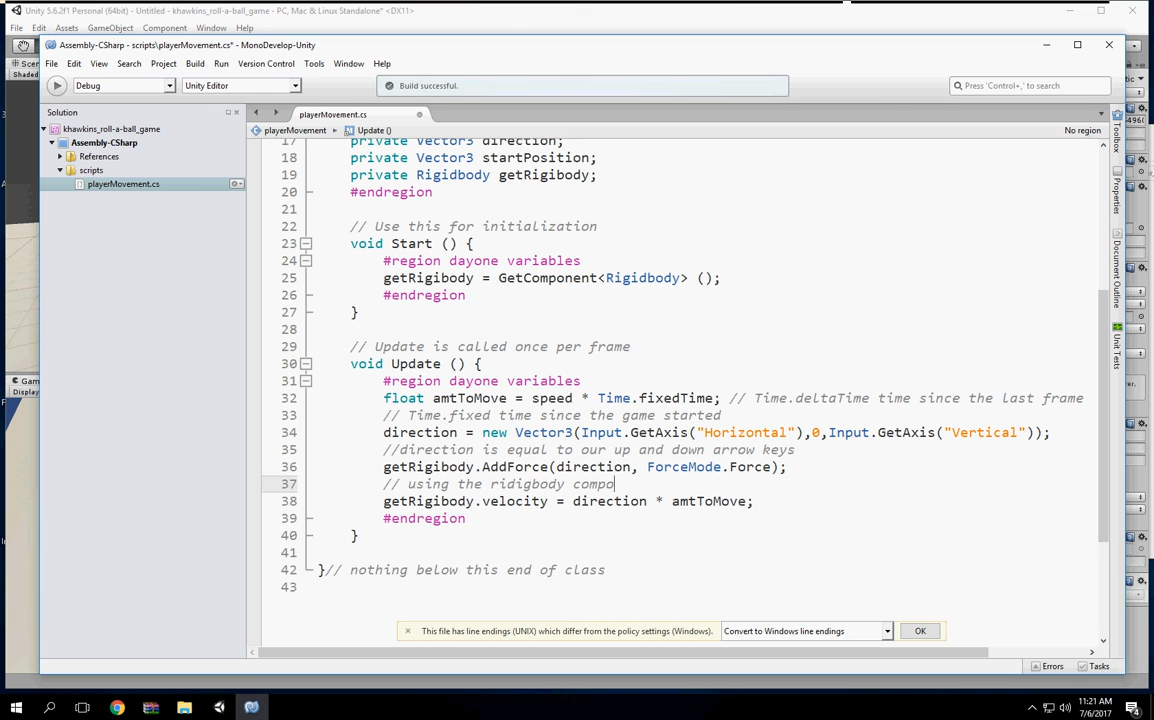 Unity 5.6.2f1 Personal (64bit) - Untitled - khawkins_roll-a-ball_game - PC, Mac & Linux Standalone* <DX11>
File Edit Assets GameObject Component Window Help
Assembly-CSharp - scripts\playerMovement.cs* - MonoDevelop-Unity
File Edit View Search Project Build Run Version Control Tools Window Help
Shaded
Debug
Unity Editor
Build successful.
Press 'Control+,' to search
Solution
khawkins_roll-a-ball_game
Assembly-CSharp
References
scripts
playerMovement.cs
playerMovement.cs
playerMovement Update ()
No region
17 private Vector3 direction;
18 private Vector3 startPosition;
19 private Rigidbody getRigibody;
20 #endregion
21
22 // Use this for initialization
23 void Start () {
24 #region dayone variables
25 getRigibody = GetComponent<Rigidbody> ();
26 #endregion
27 }
28
29 // Update is called once per frame
30 void Update () {
31 #region dayone variables
32 float amtToMove = speed * Time.fixedTime; // Time.deltaTime time since the last frame
33 // Time.fixed time since the game started
34 direction = new Vector3(Input.GetAxis("Horizontal"),0,Input.GetAxis("Vertical"));
35 //direction is equal to our up and down arrow keys
36 getRigibody.AddForce(direction, ForceMode.Force);
37 // using the ridigbody compo
38 getRigibody.velocity = direction * amtToMove;
39 #endregion
40 }
41
42 }// nothing below this end of class
43
This file has line endings (UNIX) which differ from the policy settings (Windows).
Convert to Windows line endings
OK
Toolbox
Properties
Document Outline
Unit Tests
Errors
Tasks
Display
11:21 AM
7/6/2017
4